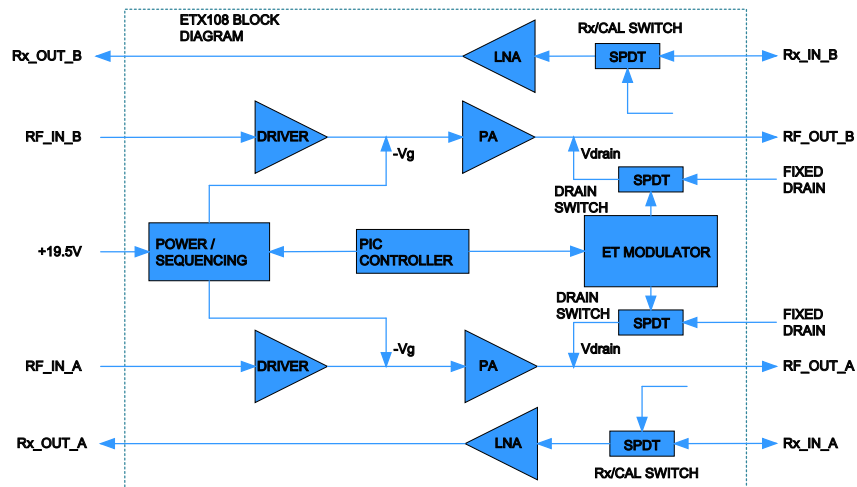 ETX108 BLOCK
DIAGRAM
Rx/CAL SWITCH
Rx_OUT_B
LNA
SPDT
Rx_IN_B
RF_IN_B
DRIVER
-Vg
PA
Vdrain
RF_OUT_B
SPDT
FIXED
DRAIN
DRAIN
SWITCH
+19.5V
POWER /
SEQUENCING
PIC
CONTROLLER
ET MODULATOR
DRAIN
SWITCH
SPDT
FIXED
DRAIN
RF_IN_A
DRIVER
-Vg
PA
Vdrain
RF_OUT_A
Rx_OUT_A
LNA
SPDT
Rx_IN_A
Rx/CAL SWITCH